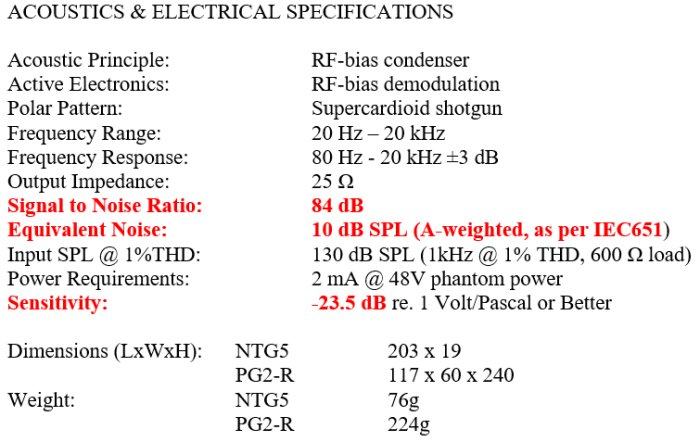 ACOUSTICS & ELECTRICAL SPECIFICATIONS
Acoustic Principle: RF-bias condenser
Active Electronics: RF-bias demodulation
Polar Pattern: Supercardioid shotgun
Frequency Range: 20 Hz – 20 kHz
Frequency Response: 80 Hz - 20 kHz ±3 dB
Output Impedance: 25 Ω
Signal to Noise Ratio: 84 dB
Equivalent Noise: 10 dB SPL (A-weighted, as per IEC651)
Input SPL @ 1%THD: 130 dB SPL (1kHz @ 1% THD, 600 Ω load)
Power Requirements: 2 mA @ 48V phantom power
Sensitivity: -23.5 dB re. 1 Volt/Pascal or Better
Dimensions (LxWxH): NTG5 203 x 19
PG2-R 117 x 60 x 240
Weight: NTG5 76g
PG2-R 224g